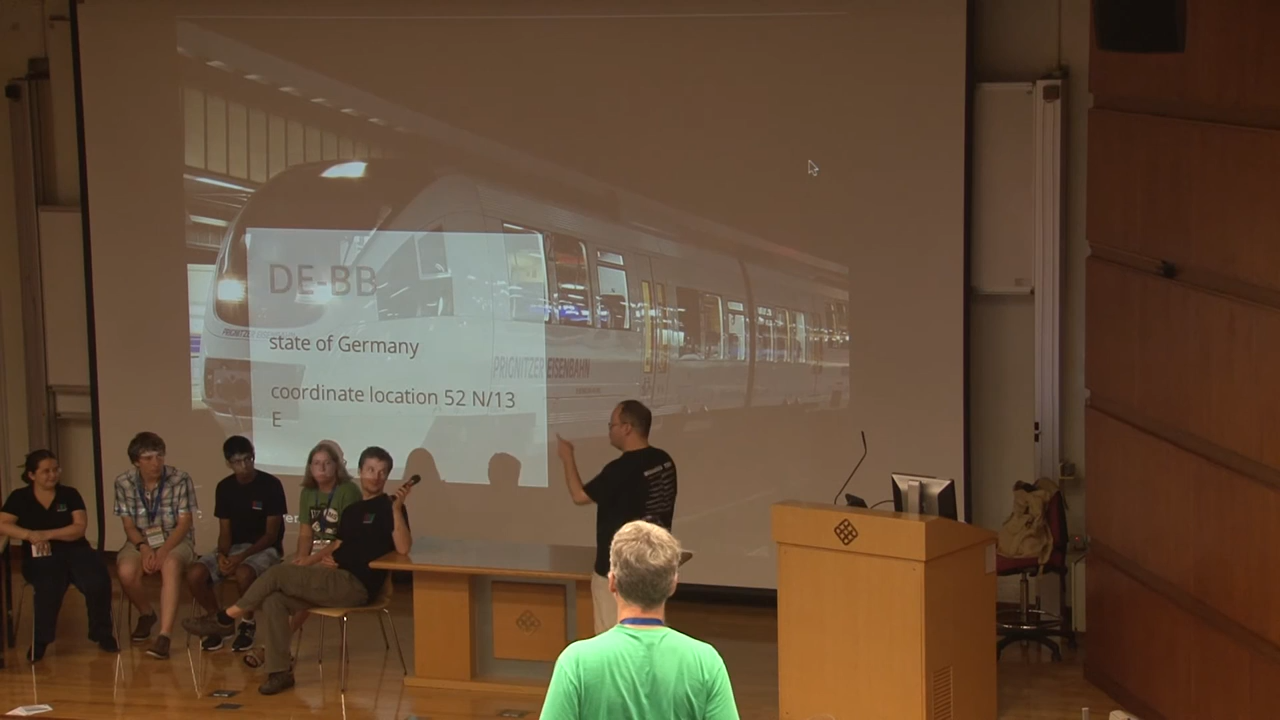 DE-BB
state of Germany
coordinate location 52 N/13
E
PRIGNITZER EISENBAHN